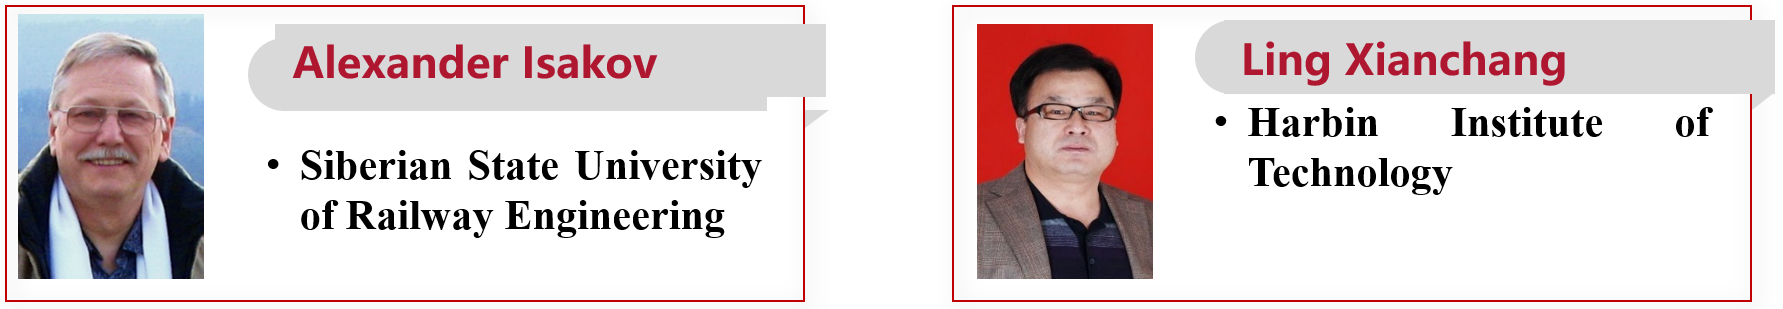 Alexander Isakov
• Siberian State University
of Railway Engineering
Ling Xianchang
• Harbin Institute of
Technology